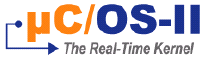 µC/OS-II
The Real-Time Kernel